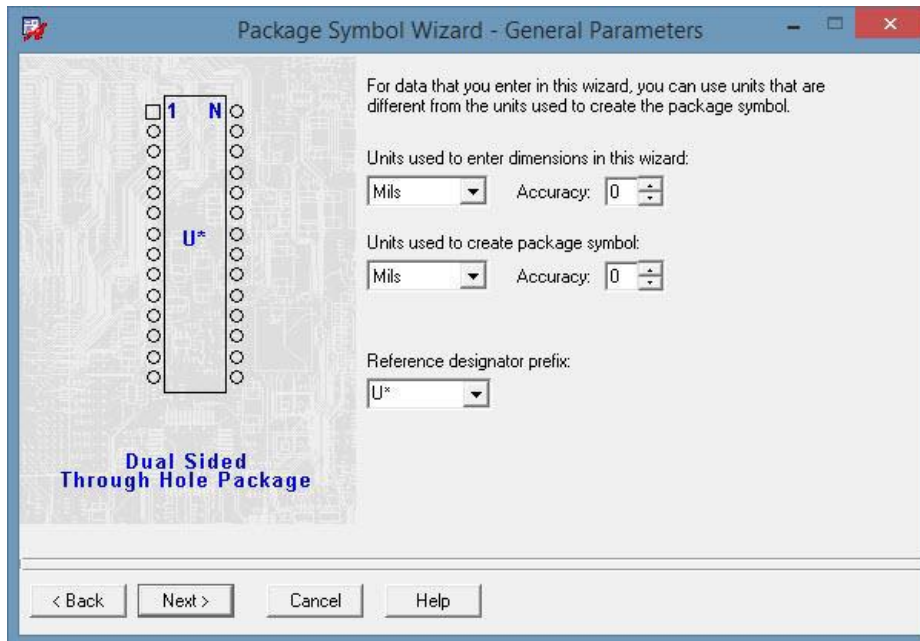 Package Symbol Wizard - General Parameters
1 N
U*
Dual Sided
Through Hole Package
For data that you enter in this wizard, you can use units that are
different from the units used to create the package symbol.
Units used to enter dimensions in this wizard:
Mils Accuracy: 0
Units used to create package symbol:
Mils Accuracy: 0
Reference designator prefix:
U*
< Back Next > Cancel Help